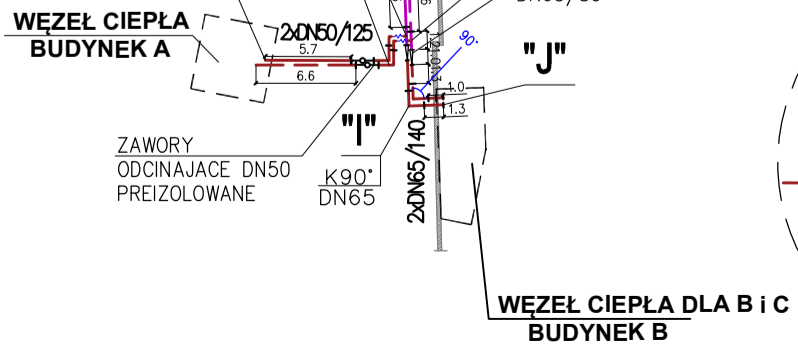 WĘZEŁ CIEPŁA
BUDYNEK A
2xDN50/125
5.7
6.6
90°
"J"
1.0
1.3
"I"
ZAWORY
ODCINAJACE DN50
PREIZOLOWANE
K90°
DN65
2xDN65/140
WĘZEŁ CIEPŁA DLA B i C
BUDYNEK B